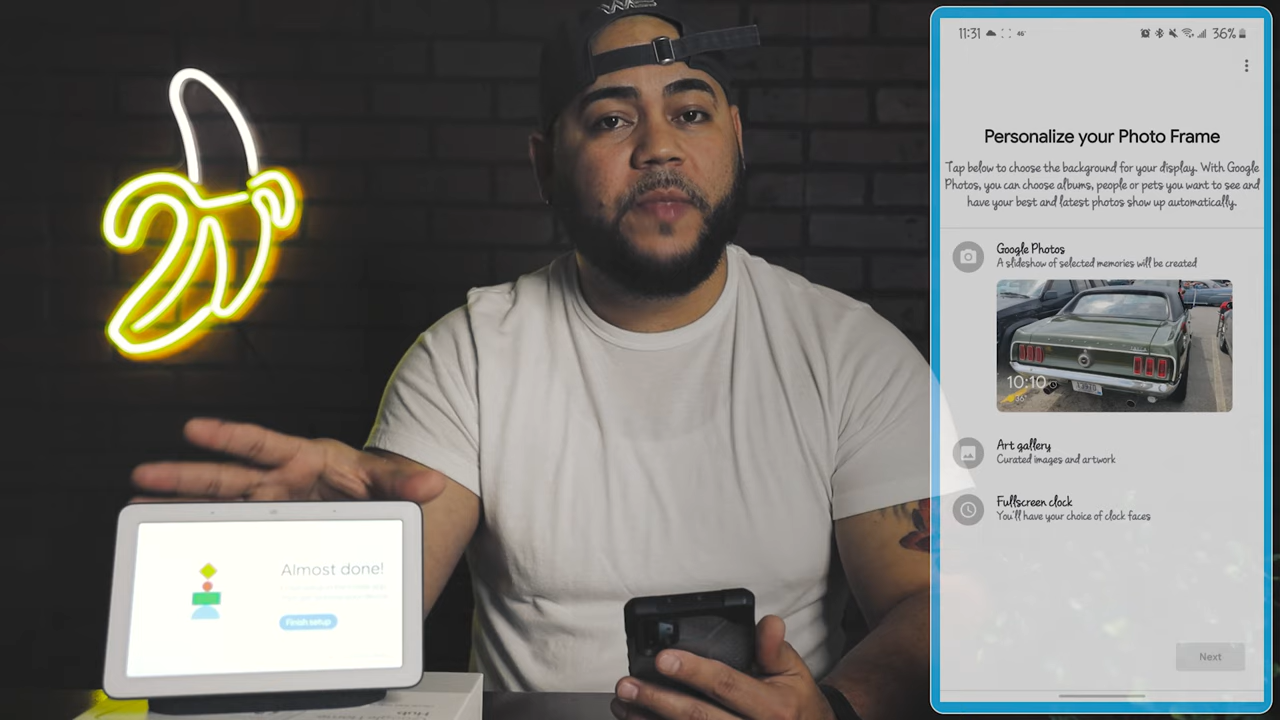 11:31
46°
36%
Personalize your Photo Frame
Tap below to choose the background for your display. With Google
Photos, you can choose albums, people or pets you want to see and
have your best and latest photos show up automatically.
Google Photos
A slideshow of selected memories will be created
10:10
36°
Art gallery
Curated images and artwork
Fullscreen clock
You'll have your choice of clock faces
Next
Almost done!
Finish setup